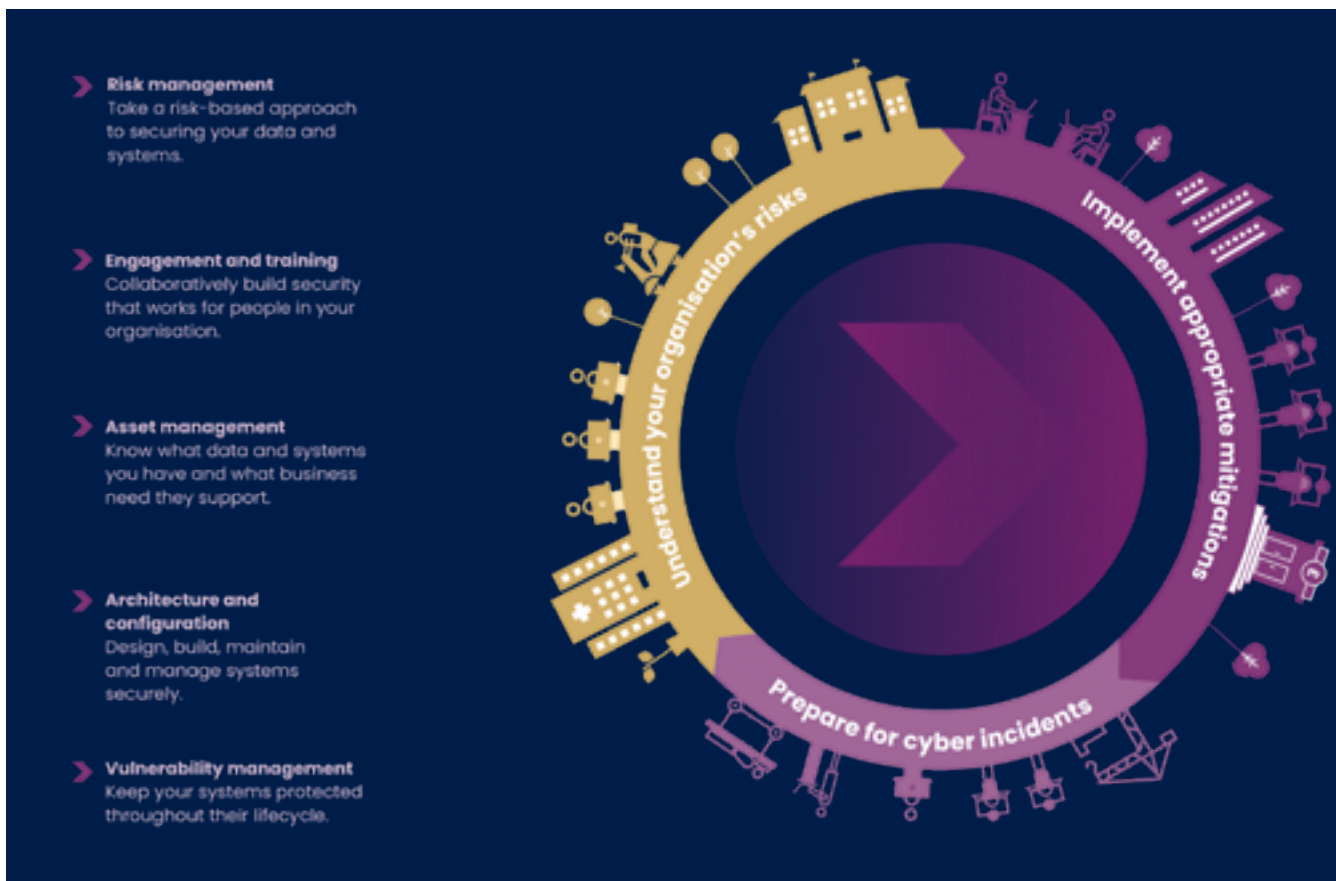 Risk management
Take a risk-based approach
to securing your data and
systems.
Engagement and training
Collaboratively build security
that works for people in your
organisation.
Asset management
Know what data and systems
you have and what business
need they support.
Architecture and
configuration
Design, build, maintain
and manage systems
securely.
Vulnerability management
Keep your systems protected
throughout their lifecycle.
Understand your organisation's risks
Implement appropriate mitigations
£
Prepare for cyber incidents